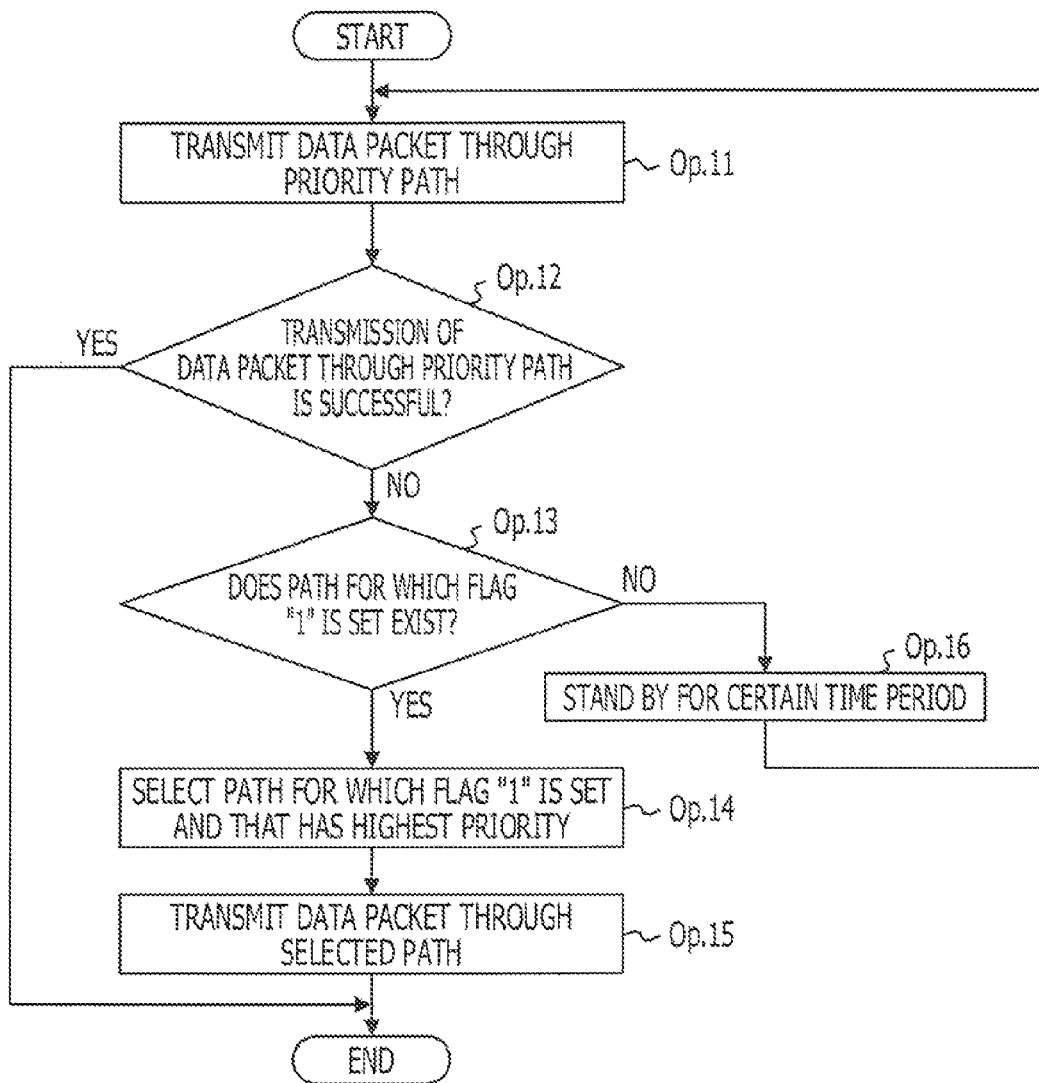 START
TRANSMIT DATA PACKET THROUGH
PRIORITY PATH
Op.11
Op.12
YES
TRANSMISSION OF
DATA PACKET THROUGH PRIORITY PATH
IS SUCCESSFUL?
NO
Op.13
DOES PATH FOR WHICH FLAG
"1" IS SET EXIST?
NO
Op.16
STAND BY FOR CERTAIN TIME PERIOD
YES
SELECT PATH FOR WHICH FLAG "1" IS SET
AND THAT HAS HIGHEST PRIORITY
Op.14
TRANSMIT DATA PACKET THROUGH
SELECTED PATH
Op.15
END